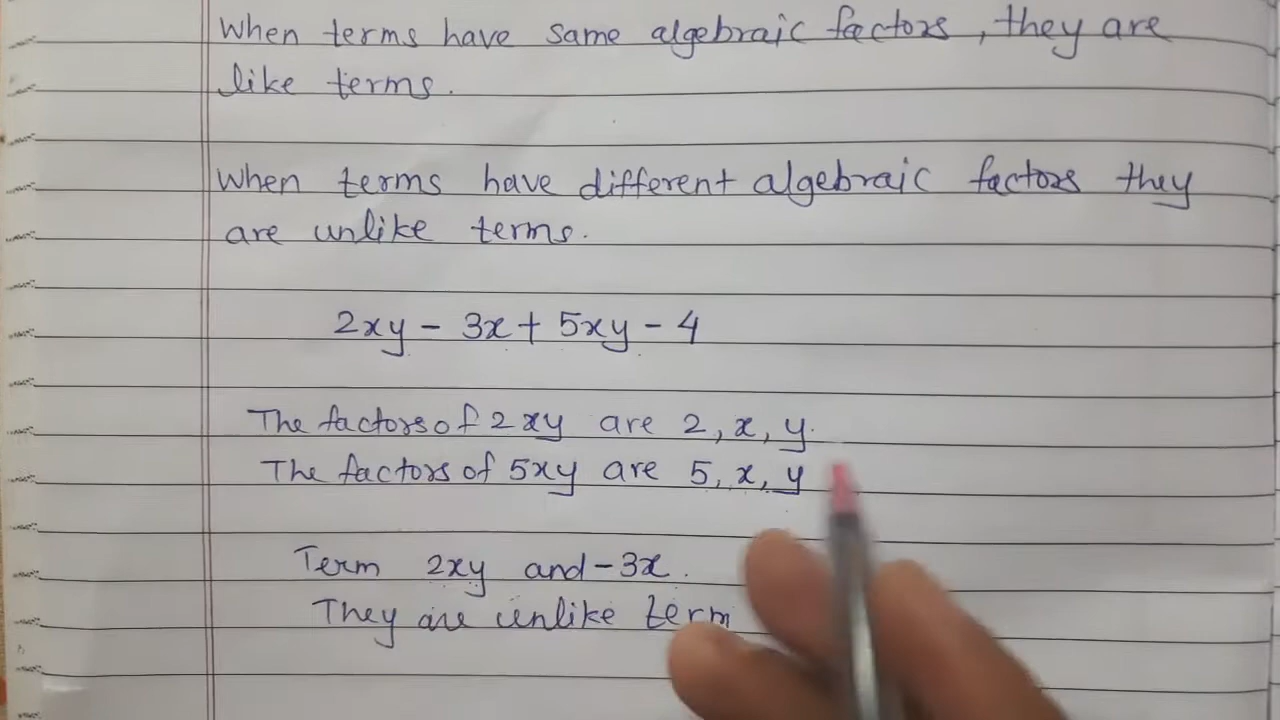 When terms have same algebraic factors, they are
like terms.
When terms have different algebraic factors they
are unlike terms.
2xy - 3x + 5xy - 4
The factors of 2xy are 2, x, y.
The factors of 5xy are 5, x, y
Term 2xy and -3x.
They are unlike term